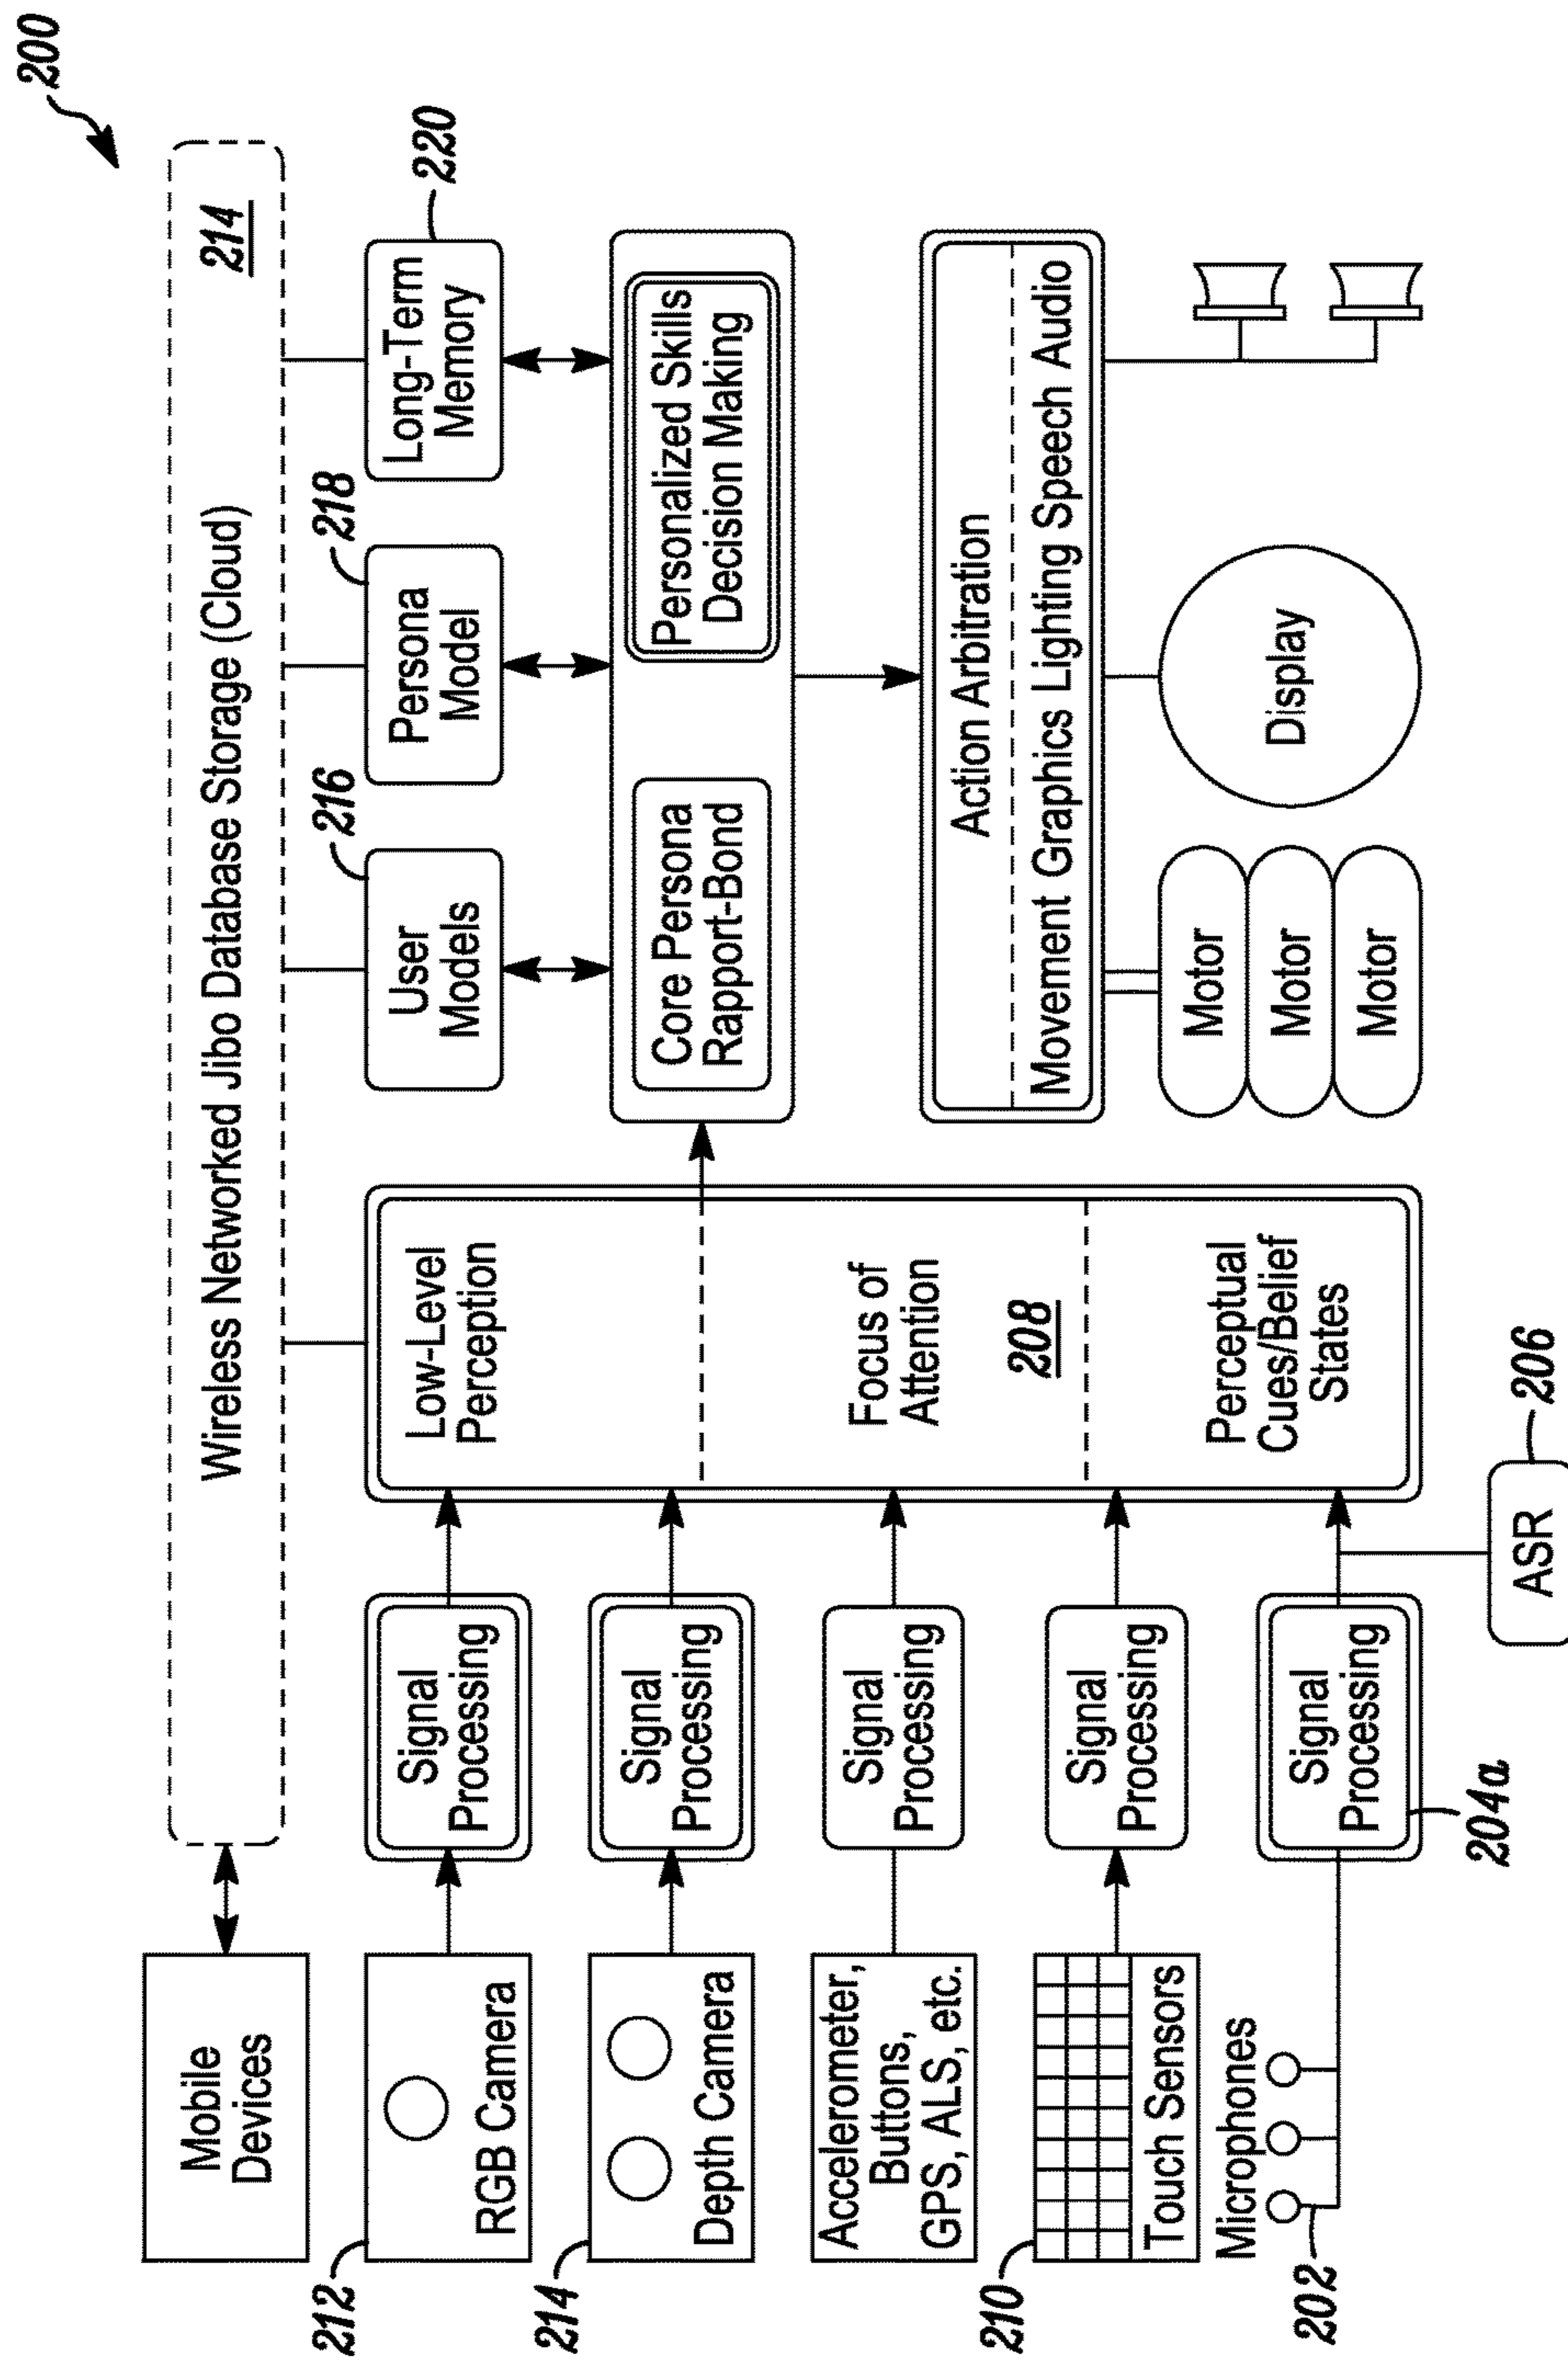 200
Wireless Networked Jibo Database Storage (Cloud)
214
Mobile
Devices
212
RGB Camera
Signal
Processing
214
Depth Camera
Signal
Processing
Accelerometer,
Buttons,
GPS, ALS, etc.
Signal
Processing
210
Touch Sensors
Signal
Processing
Microphones
202
Signal
Processing
204a
ASR
206
Low-Level
Perception
Focus of
Attention
208
Perceptual
Cues/Belief
States
User
Models
216
Persona
Model
218
Long-Term
Memory
220
Core Persona
Rapport-Bond
Personalized Skills
Decision Making
Action Arbitration
Movement Graphics Lighting Speech Audio
Motor
Motor
Motor
Display